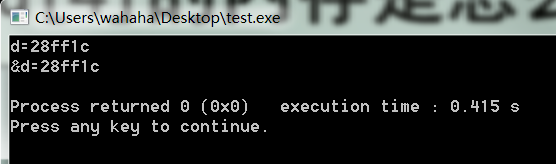 C:\Users\wahaha\Desktop\test.exe
d=28ff1c
&d=28ff1c
Process returned 0 (0x0)   execution time : 0.415 s
Press any key to continue.